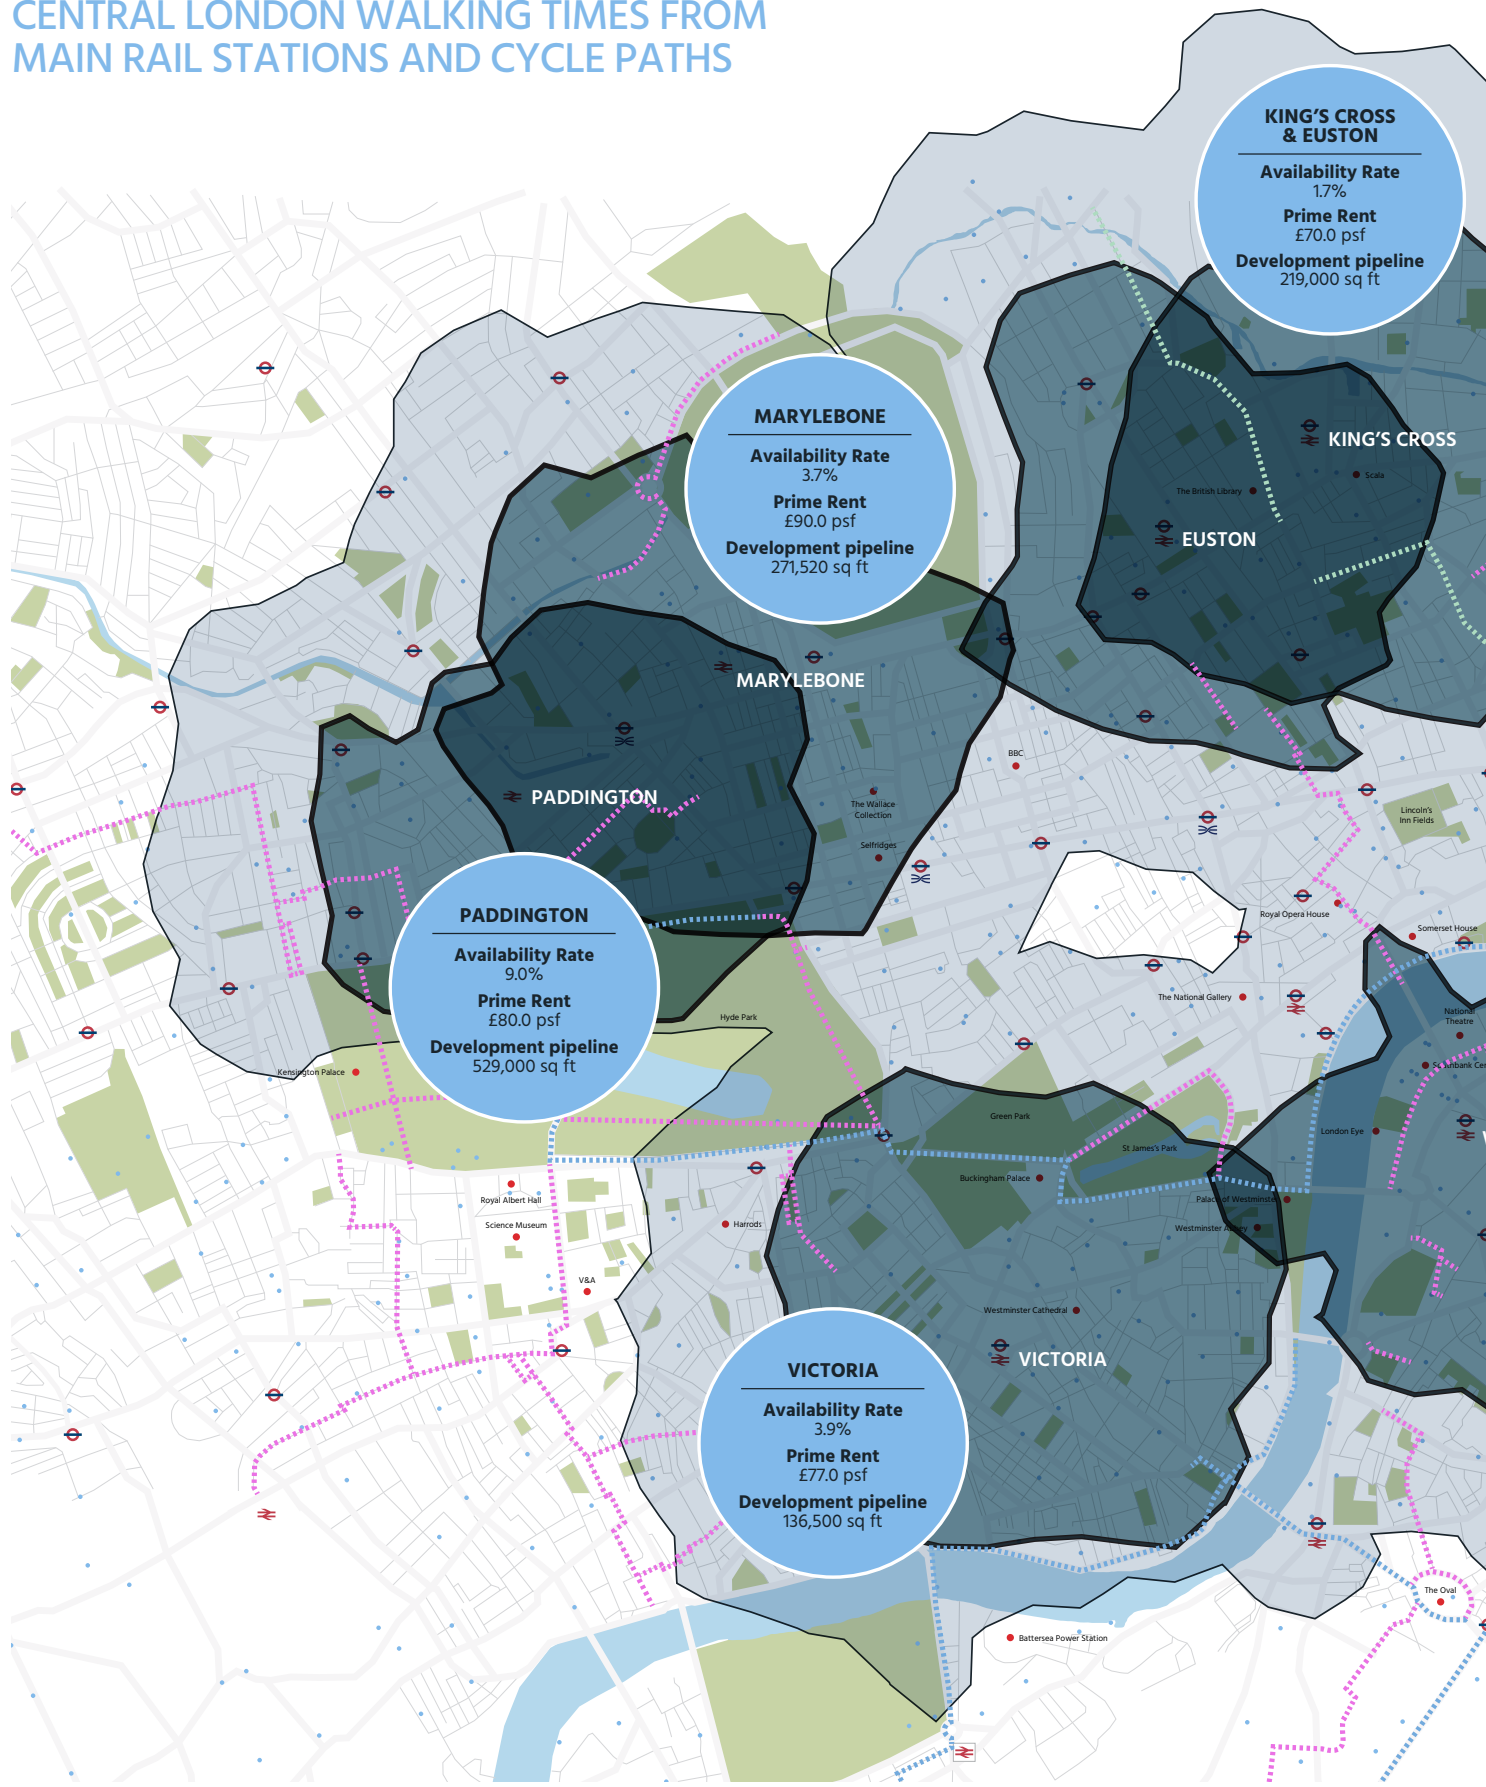 CENTRAL LONDON WALKING TIMES FROM
MAIN RAIL STATIONS AND CYCLE PATHS
KING'S CROSS
& EUSTON
Availability Rate
1.7%
Prime Rent
£70.0 psf
Development pipeline
219,000 sq ft
MARYLEBONE
Availability Rate
3.7%
Prime Rent
£90.0 psf
Development pipeline
271,520 sq ft
KING'S CROSS
Scala
The British Library
EUSTON
MARYLEBONE
PADDINGTON
BBC
The Wallace
Collection
Selfridges
Lincoln's
Inn Fields
Royal Opera House
Somerset House
The National Gallery
National
Theatre
PADDINGTON
Availability Rate
9.0%
Prime Rent
£80.0 psf
Development pipeline
529,000 sq ft
Hyde Park
Kensington Palace
Southbank Cen
Green Park
London Eye
St James's Park
Buckingham Palace
Palace of Westminster
Westminster Abbey
Royal Albert Hall
Science Museum
Harrods
V&A
Westminster Cathedral
VICTORIA
VICTORIA
Availability Rate
3.9%
Prime Rent
£77.0 psf
Development pipeline
136,500 sq ft
The Oval
Battersea Power Station